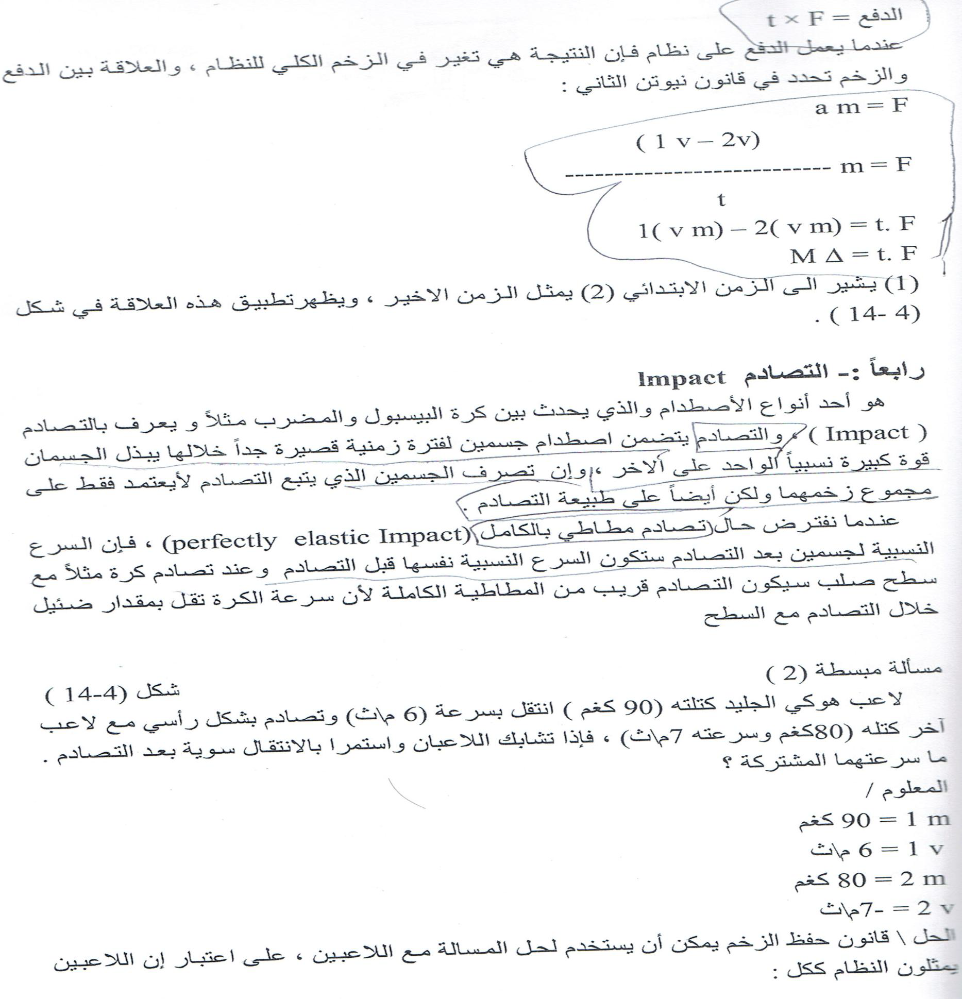 الدفع = t × F
عندما يعمل الدفع على نظام فإن النتيجة هي تغير في الزخم الكلي للنظام ، والعلاقة بين الدفع
والزخم تحدد في قانون نيوتن الثاني :
a m = F
( 1 v – 2v)
---------------------------- m = F
t
1( v m) – 2( v m) = t. F
M Δ = t. F
(1) يشير الى الزمن الابتدائي (2) يمثل الزمن الاخير ، ويظهرتطبيق هذه العلاقة في شكل
(4 -14 ) .
رابعاً :- التصادم Impact
هو أحد أنواع الأصطدام والذي يحدث بين كرة البيسبول والمضرب مثلاً و يعرف بالتصادم
( Impact ) ، والتصادم يتضمن اصطدام جسمين لفترة زمنية قصيرة جداً خلالها يبذل الجسمان
قوة كبيرة نسبياً الواحد على ألاخر ، وإن تصرف الجسمين الذي يتبع التصادم لأيعتمد فقط على
مجموع زخمهما ولكن أيضاً على طبيعة التصادم .
عندما نفترض حال تصادم مطاطي بالكامل (perfectly elastic Impact) ، فإن السرع
النسبية لجسمين بعد التصادم ستكون السرع النسبية نفسها قبل التصادم وعند تصادم كرة مثلاً مع
سطح صلب سيكون التصادم قريب من المطاطية الكاملة لأن سرعة الكرة تقل بمقدار ضئيل
خلال التصادم مع السطح
مسألة مبسطة (2 )
شكل (4-14 )
لاعب هوكي الجليد كتلته (90 كغم ) انتقل بسرعة (6 م\ث) وتصادم بشكل رأسي مع لاعب
آخر كتله (80كغم وسرعته 7م\ث) ، فإذا تشابك اللاعبان واستمرا بالانتقال سوية بعد التصادم .
ما سرعتهما المشتركة ؟
المعلوم /
m 1 = 90 كغم
v 1 = 6 م\ث
m 2 = 80 كغم
v 2 = -7م\ث
الحل \ قانون حفظ الزخم يمكن أن يستخدم لحل المسالة مع اللاعبين ، على اعتبار إن اللاعبين
يمثلون النظام ككل :